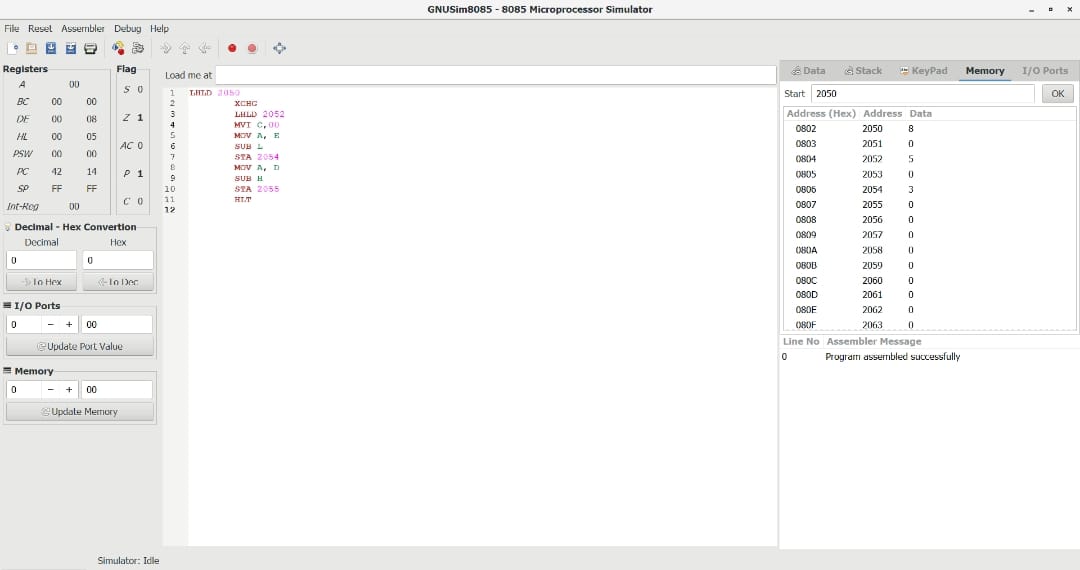 GNUSim8085 - 8085 Microprocessor Simulator
File Reset Assembler Debug Help
Registers
A 00
BC 00 00
DE 00 08
HL 00 05
PSW 00 00
PC 42 14
SP FF FF
Int-Reg 00
Flag
S 0
Z 1
AC 0
P 1
C 0
Decimal - Hex Convertion
Decimal Hex
0 0
To Hex To Dec
I/O Ports
0 − + 00
Update Port Value
Memory
0 − + 00
Update Memory
Load me at
1 LHLD 2050
2 XCHG
3 LHLD 2052
4 MVI C,00
5 MOV A, E
6 SUB L
7 STA 2054
8 MOV A, D
9 SUB H
10 STA 2055
11 HLT
12
Data Stack KeyPad Memory I/O Ports
Start 2050 OK
Address (Hex) Address Data
0802 2050 8
0803 2051 0
0804 2052 5
0805 2053 0
0806 2054 3
0807 2055 0
0808 2056 0
0809 2057 0
080A 2058 0
080B 2059 0
080C 2060 0
080D 2061 0
080E 2062 0
080F 2063 0
Line No Assembler Message
0 Program assembled successfully
Simulator: Idle